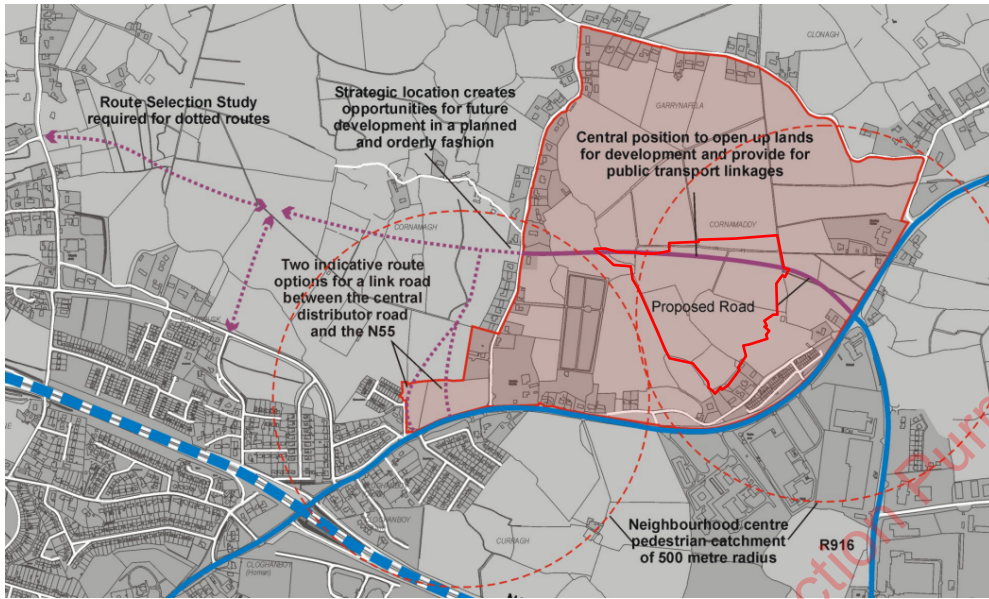 CLONAGH
Route Selection Study
required for dotted routes
Strategic location creates
opportunities for future
development in a planned
and orderly fashion
GARRYNAFELA
Central position to open up lands
for development and provide for
public transport linkages
CORNAMAGH
CORNAMADDY
Two indicative route
options for a link road
between the central
distributor road
and the N55
Proposed Road
Neighbourhood centre
pedestrian catchment
of 500 metre radius
R916
CURNAGH
CLOGHANBOY
(Homan)